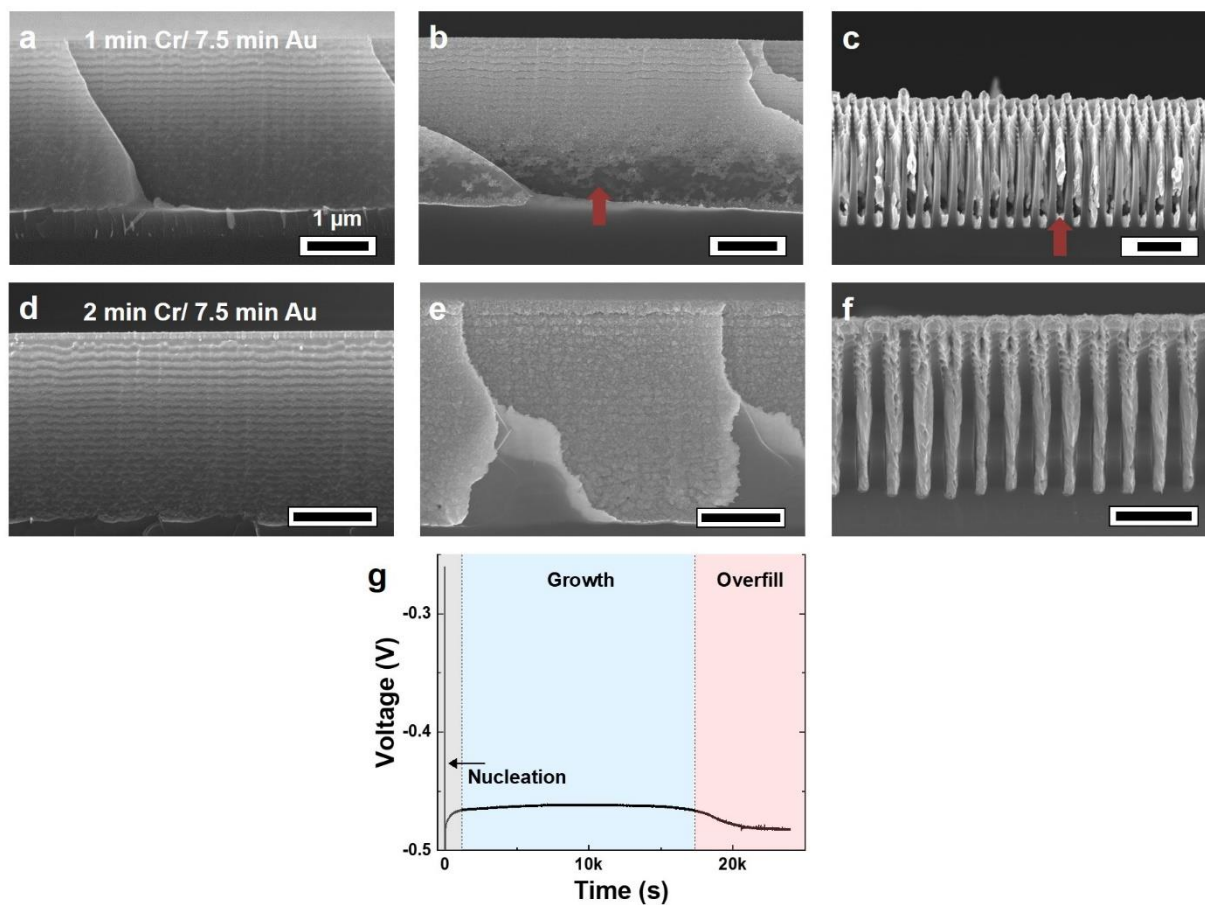 a 1 min Cr/ 7.5 min Au
b
c
1 µm
d 2 min Cr/ 7.5 min Au
e
f
g
Growth
Overfill
-0.3
-0.4
-0.5
Voltage (V)
Nucleation
0
10k
20k
Time (s)